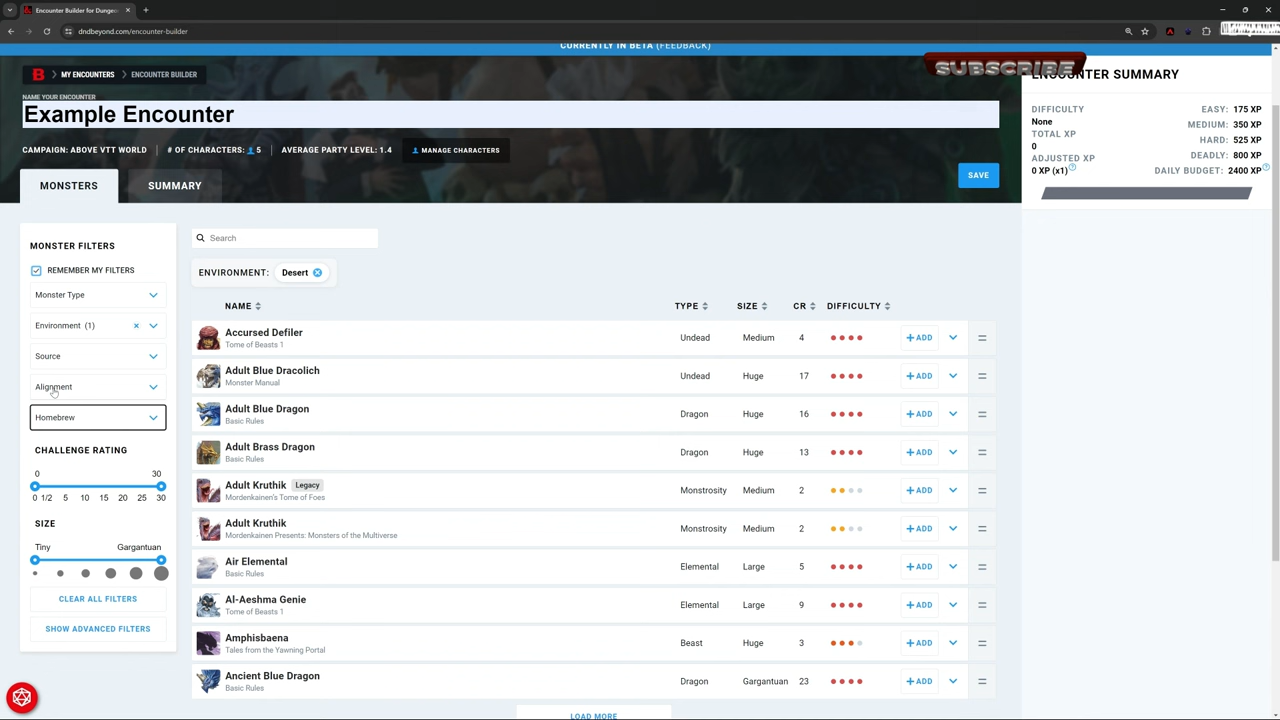 Encounter Builder for Dungeo
dndbeyond.com/encounter-builder
CURRENTLY IN BETA (FEEDBACK)
SUBSCRIBE
MY ENCOUNTERS
ENCOUNTER BUILDER
NAME YOUR ENCOUNTER
Example Encounter
CAMPAIGN: ABOVE VTT WORLD
# OF CHARACTERS: 5
AVERAGE PARTY LEVEL: 1.4
MANAGE CHARACTERS
MONSTERS
SUMMARY
SAVE
ENCOUNTER SUMMARY
DIFFICULTY
None
TOTAL XP
0
ADJUSTED XP
0 XP (x1) ?
EASY: 175 XP
MEDIUM: 350 XP
HARD: 525 XP
DEADLY: 800 XP
DAILY BUDGET: 2400 XP ?
MONSTER FILTERS
REMEMBER MY FILTERS
Monster Type
Environment (1)
Source
Alignment
Homebrew
CHALLENGE RATING
0 30
0 1/2 5 10 15 20 25 30
SIZE
Tiny Gargantuan
CLEAR ALL FILTERS
SHOW ADVANCED FILTERS
Search
ENVIRONMENT: Desert
NAME TYPE SIZE CR DIFFICULTY
Accursed Defiler Undead Medium 4 +ADD
Tome of Beasts 1
Adult Blue Dracolich Undead Huge 17 +ADD
Monster Manual
Adult Blue Dragon Dragon Huge 16 +ADD
Basic Rules
Adult Brass Dragon Dragon Huge 13 +ADD
Basic Rules
Adult Kruthik Legacy Monstrosity Medium 2 +ADD
Mordenkainen's Tome of Foes
Adult Kruthik Monstrosity Medium 2 +ADD
Mordenkainen Presents: Monsters of the Multiverse
Air Elemental Elemental Large 5 +ADD
Basic Rules
Al-Aeshma Genie Elemental Large 9 +ADD
Tome of Beasts 1
Amphisbaena Beast Huge 3 +ADD
Tales from the Yawning Portal
Ancient Blue Dragon Dragon Gargantuan 23 +ADD
Basic Rules
LOAD MORE